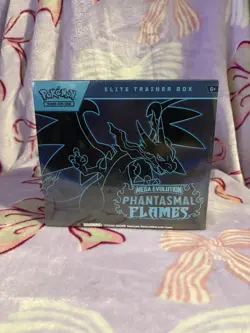 Pokémon
TRADING CARD GAME
ELITE TRAINER BOX
6+
MEGA EVOLUTION
PHANTASMAL
FLAMES